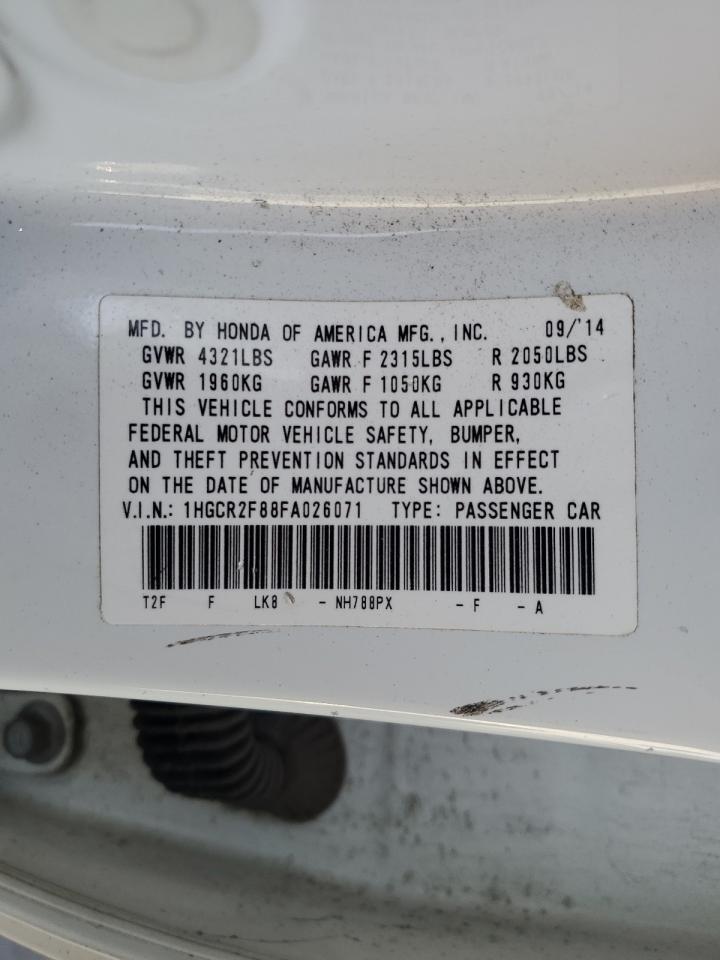 MFD. BY HONDA OF AMERICA MFG., INC. 09/'14
GVWR 4321LBS GAWR F 2315LBS R 2050LBS
GVWR 1960KG GAWR F 1050KG R 930KG
THIS VEHICLE CONFORMS TO ALL APPLICABLE
FEDERAL MOTOR VEHICLE SAFETY, BUMPER,
AND THEFT PREVENTION STANDARDS IN EFFECT
ON THE DATE OF MANUFACTURE SHOWN ABOVE.
V.I.N.: 1HGCR2F88FA026071 TYPE: PASSENGER CAR
T2F F LK8 - NH788PX - F - A